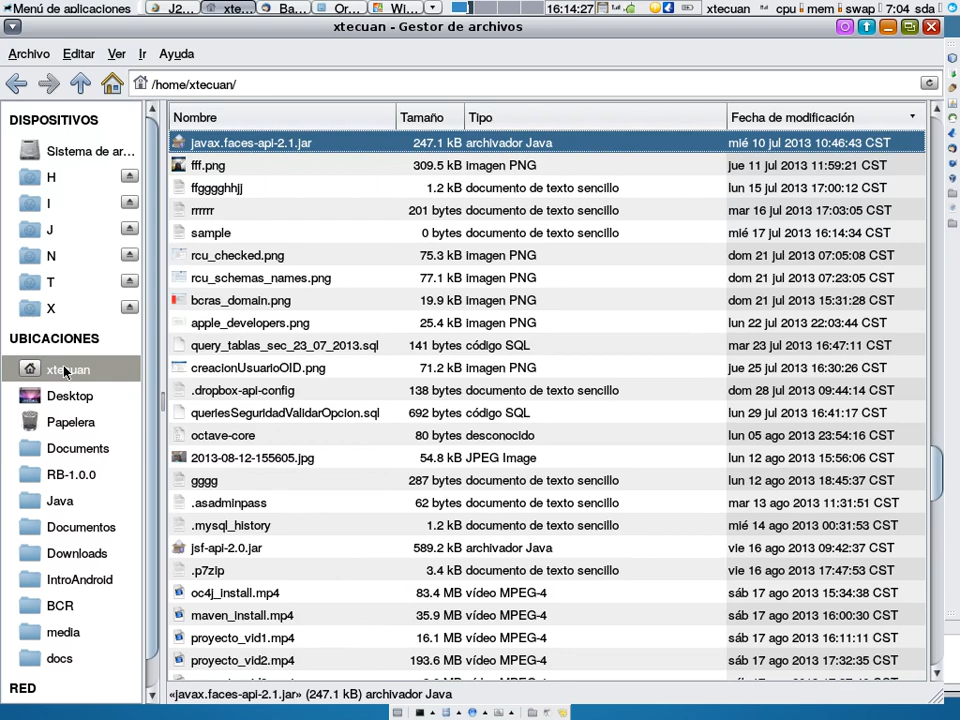 Menú de aplicaciones J2... xte... Ba... Or... Wi... 16:14:27 xtecuan cpu mem swap 7:04 sda
xtecuan - Gestor de archivos
Archivo Editar Ver Ir Ayuda
/home/xtecuan/
DISPOSITIVOS
Sistema de ar...
H
I
J
N
T
X
UBICACIONES
xtecuan
Desktop
Papelera
Documents
RB-1.0.0
Java
Documentos
Downloads
IntroAndroid
BCR
media
docs
RED
Nombre Tamaño Tipo Fecha de modificación
javax.faces-api-2.1.jar 247.1 kB archivador Java mié 10 jul 2013 10:46:43 CST
fff.png 309.5 kB imagen PNG jue 11 jul 2013 11:59:21 CST
ffgggghhjj 1.2 kB documento de texto sencillo lun 15 jul 2013 17:00:12 CST
rrrrrr 201 bytes documento de texto sencillo mar 16 jul 2013 17:03:05 CST
sample 0 bytes documento de texto sencillo mié 17 jul 2013 16:14:34 CST
rcu_checked.png 75.3 kB imagen PNG dom 21 jul 2013 07:05:08 CST
rcu_schemas_names.png 77.1 kB imagen PNG dom 21 jul 2013 07:23:05 CST
bcras_domain.png 19.9 kB imagen PNG dom 21 jul 2013 15:31:28 CST
apple_developers.png 25.4 kB imagen PNG lun 22 jul 2013 22:03:44 CST
query_tablas_sec_23_07_2013.sql 141 bytes código SQL mar 23 jul 2013 16:47:11 CST
creacionUsuarioOID.png 71.2 kB imagen PNG jue 25 jul 2013 16:30:26 CST
.dropbox-api-config 138 bytes documento de texto sencillo dom 28 jul 2013 09:44:14 CST
queriesSeguridadValidarOpcion.sql 692 bytes código SQL lun 29 jul 2013 16:41:17 CST
octave-core 80 bytes desconocido lun 05 ago 2013 23:54:16 CST
2013-08-12-155605.jpg 54.8 kB JPEG Image lun 12 ago 2013 15:56:06 CST
gggg 287 bytes documento de texto sencillo lun 12 ago 2013 18:45:37 CST
.asadminpass 62 bytes documento de texto sencillo mar 13 ago 2013 11:31:51 CST
.mysql_history 1.2 kB documento de texto sencillo mié 14 ago 2013 00:31:53 CST
jsf-api-2.0.jar 589.2 kB archivador Java vie 16 ago 2013 09:42:37 CST
.p7zip 3.4 kB documento de texto sencillo vie 16 ago 2013 17:47:53 CST
oc4j_install.mp4 83.4 MB vídeo MPEG-4 sáb 17 ago 2013 15:34:38 CST
maven_install.mp4 35.9 MB vídeo MPEG-4 sáb 17 ago 2013 16:00:30 CST
proyecto_vid1.mp4 16.1 MB vídeo MPEG-4 sáb 17 ago 2013 16:11:11 CST
proyecto_vid2.mp4 193.6 MB vídeo MPEG-4 sáb 17 ago 2013 17:32:35 CST
«javax.faces-api-2.1.jar» (247.1 kB) archivador Java